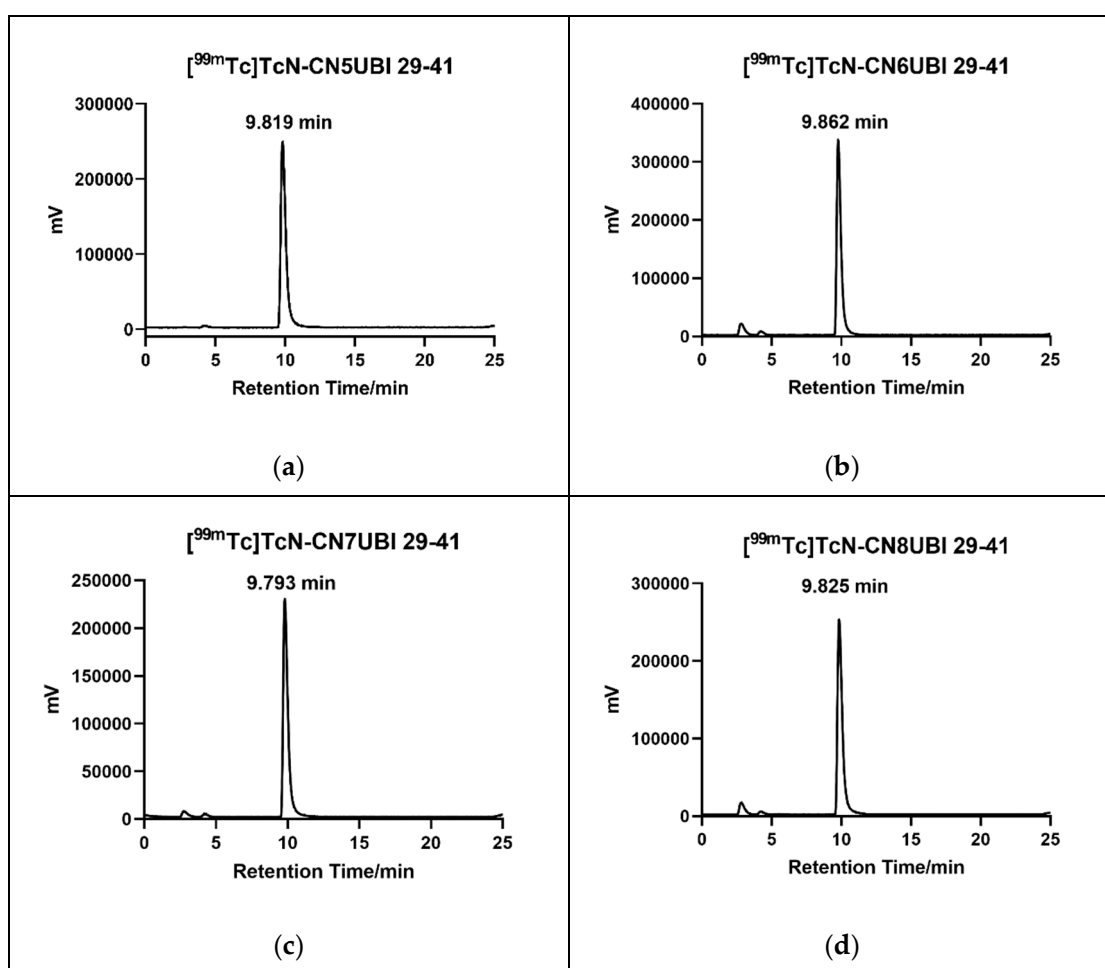 [⁹⁹ᵐTc]TcN-CN5UBI 29-41
9.819 min
300000
200000
100000
0
mV
0 5 10 15 20 25
Retention Time/min
(a)
[⁹⁹ᵐTc]TcN-CN6UBI 29-41
9.862 min
400000
300000
200000
100000
0
mV
0 5 10 15 20 25
Retention Time/min
(b)
[⁹⁹ᵐTc]TcN-CN7UBI 29-41
9.793 min
250000
200000
150000
100000
50000
0
mV
0 5 10 15 20 25
Retention Time/min
(c)
[⁹⁹ᵐTc]TcN-CN8UBI 29-41
9.825 min
300000
200000
100000
0
mV
0 5 10 15 20 25
Retention Time/min
(d)